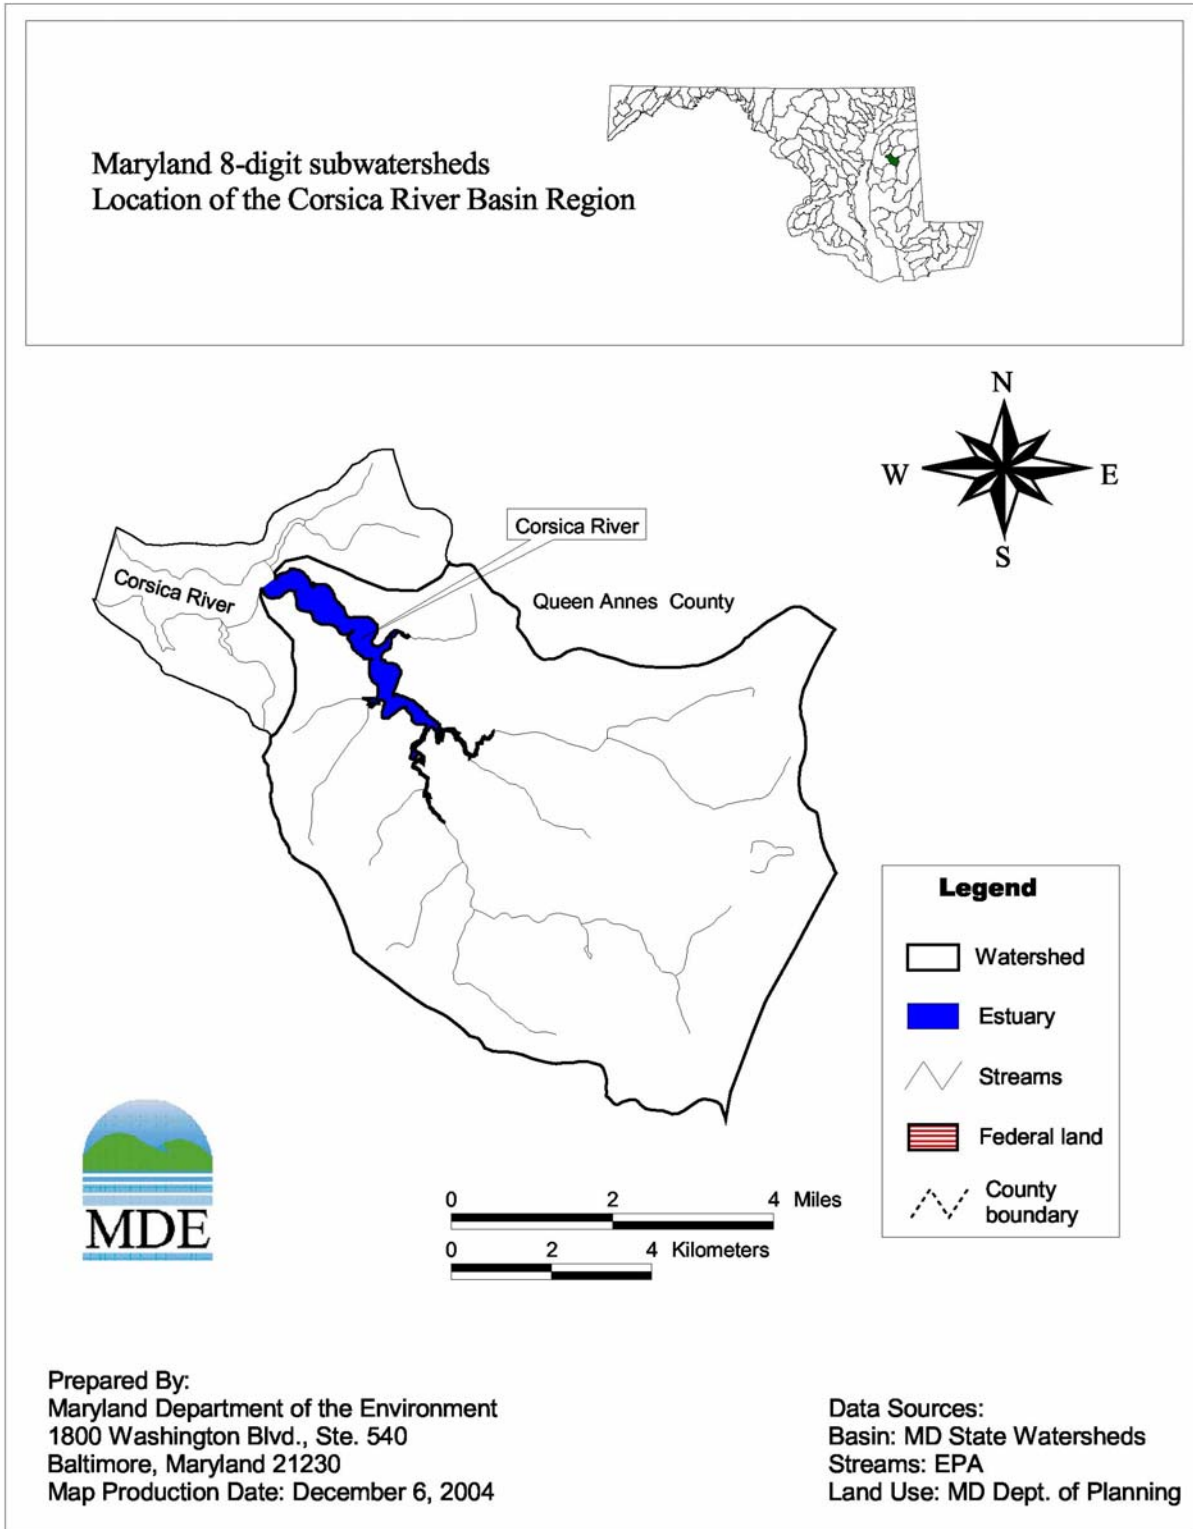 Maryland 8-digit subwatersheds
Location of the Corsica River Basin Region
N
W
E
S
Corsica River
Corsica River
Queen Annes County
Legend
Watershed
Estuary
Streams
Federal land
County
boundary
MDE
0 2 4 Miles
0 2 4 Kilometers
Prepared By:
Maryland Department of the Environment
1800 Washington Blvd., Ste. 540
Baltimore, Maryland 21230
Map Production Date: December 6, 2004
Data Sources:
Basin: MD State Watersheds
Streams: EPA
Land Use: MD Dept. of Planning